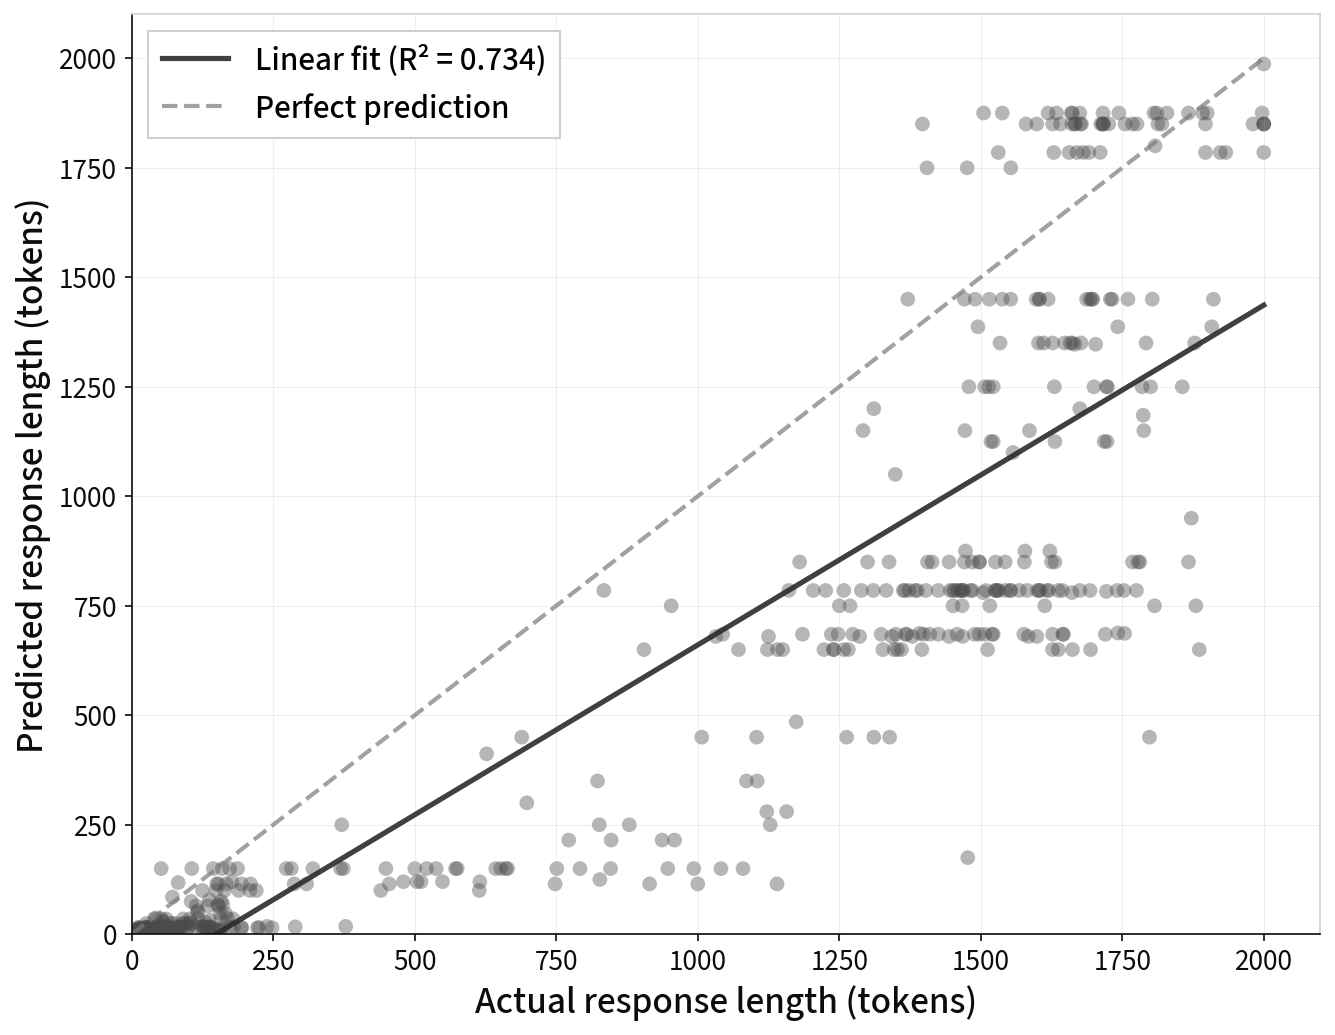 Linear fit (R² = 0.734)
Perfect prediction
Predicted response length (tokens)
2000
1750
1500
1250
1000
750
500
250
0
0 250 500 750 1000 1250 1500 1750 2000
Actual response length (tokens)